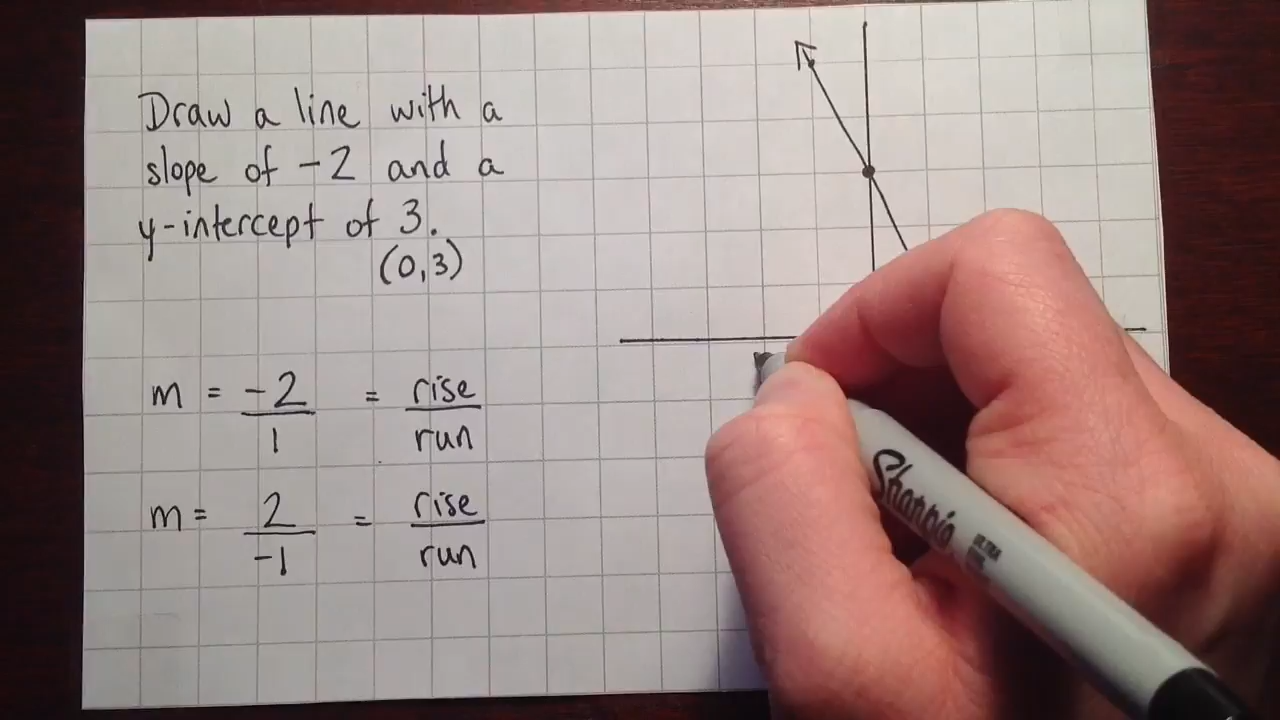 Draw a line with a
slope of -2 and a
y-intercept of 3.
(0,3)
m = -2/1 = rise/run
m = 2/-1 = rise/run
Sharpie
ULTRA